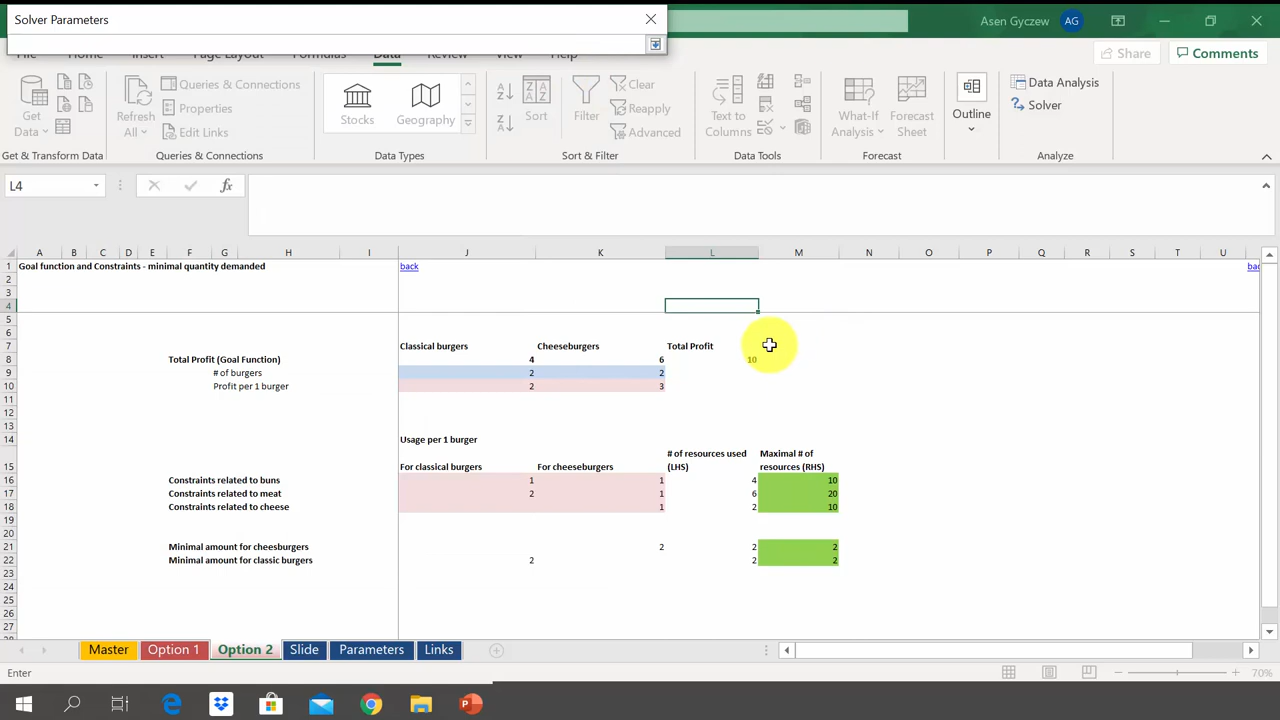 Solver Parameters
Asen Gyczew AG
File Home Insert Page Layout Formulas Data Review View Help
Share Comments
Get Data
Refresh All
Queries & Connections
Properties
Edit Links
Stocks
Geography
Sort
Filter
Clear
Reapply
Advanced
Text to Columns
What-If Analysis
Forecast Sheet
Outline
Data Analysis
Solver
Get & Transform Data Queries & Connections Data Types Sort & Filter Data Tools Forecast Analyze
L4 fx
A B C D E F G H I J K L M N O P Q R S T U
1 Goal function and Constraints - minimal quantity demanded back
2
3
4
5
6
7 Classical burgers Cheeseburgers Total Profit
8 Total Profit (Goal Function) 4 6 10
9 # of burgers 2 2
10 Profit per 1 burger 2 3
11
12
13
14 Usage per 1 burger
15 For classical burgers For cheeseburgers # of resources used (LHS) Maximal # of resources (RHS)
16 Constraints related to buns 1 1 4 10
17 Constraints related to meat 2 1 6 20
18 Constraints related to cheese 1 2 10
19
20
21 Minimal amount for cheesburgers 2 2 2
22 Minimal amount for classic burgers 2 2 2
23
24
25
26
27
Master Option 1 Option 2 Slide Parameters Links
Enter 70%